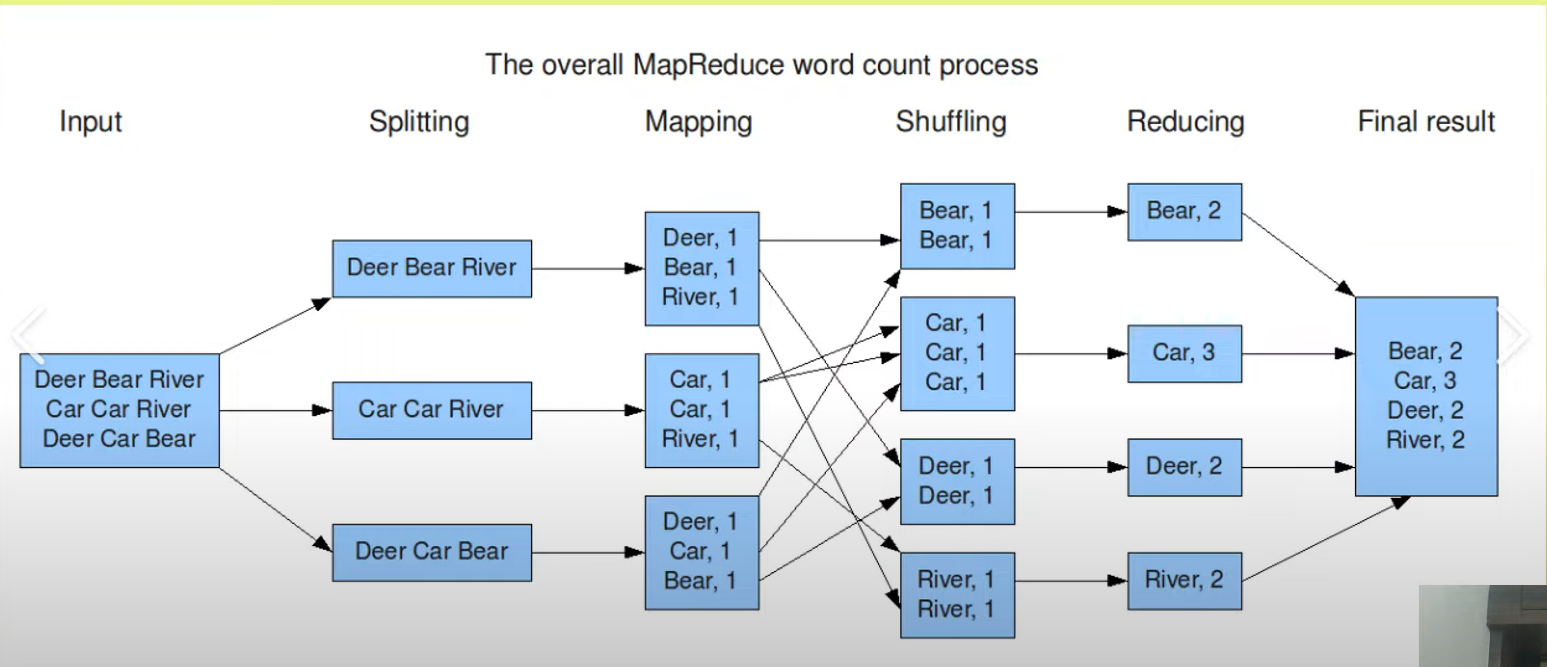 The overall MapReduce word count process
Input
Splitting
Mapping
Shuffling
Reducing
Final result
Deer Bear River
Car Car River
Deer Car Bear
Deer Bear River
Car Car River
Deer Car Bear
Deer, 1
Bear, 1
River, 1
Car, 1
Car, 1
River, 1
Deer, 1
Car, 1
Bear, 1
Bear, 1
Bear, 1
Car, 1
Car, 1
Car, 1
Deer, 1
Deer, 1
River, 1
River, 1
Bear, 2
Car, 3
Deer, 2
River, 2
Bear, 2
Car, 3
Deer, 2
River, 2